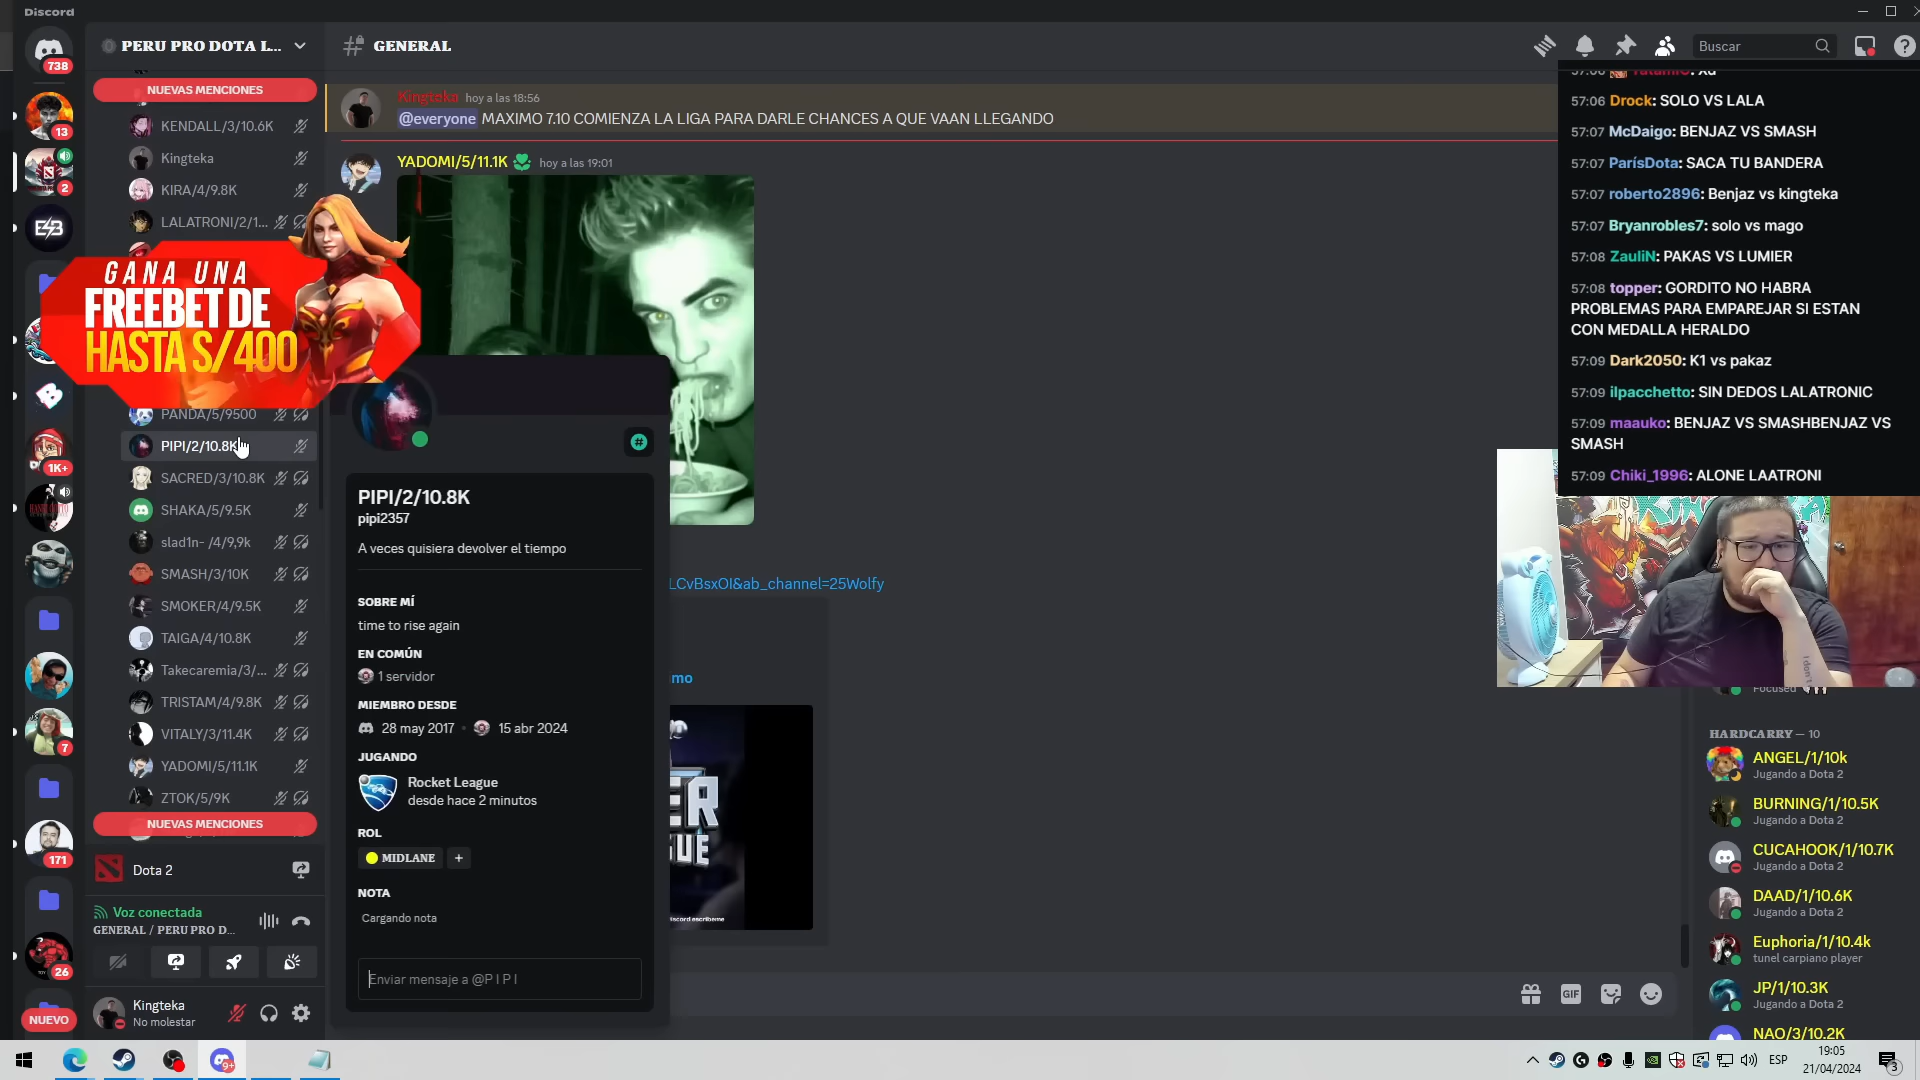 Discord
738
13
2
1K+
7
171
26
NUEVO
PERU PRO DOTA L...
NUEVAS MENCIONES
KENDALL/3/10.6K
Kingteka
KIRA/4/9.8K
LALATRONI/2/1...
GANA UNA
FREEBET DE
HASTA S/400
PANDA/5/9500
PIPI/2/10.8K
SACRED/3/10.8K
SHAKA/5/9.5K
slad1n- /4/9,9k
SMASH/3/10K
SMOKER/4/9.5K
TAIGA/4/10.8K
Takecaremia/3/...
TRISTAM/4/9.8K
VITALY/3/11.4K
YADOMI/5/11.1K
ZTOK/5/9K
NUEVAS MENCIONES
Dota 2
Voz conectada
GENERAL / PERU PRO D...
Kingteka
No molestar
GENERAL
Buscar
Kingteka hoy a las 18:56
@everyone MAXIMO 7.10 COMIENZA LA LIGA PARA DARLE CHANCES A QUE VAAN LLEGANDO
YADOMI/5/11.1K hoy a las 19:01
LCvBsxOI&ab_channel=25Wolfy
mo
iscord escribeme
PIPI/2/10.8K
pipi2357
A veces quisiera devolver el tiempo
SOBRE MÍ
time to rise again
EN COMÚN
1 servidor
MIEMBRO DESDE
28 may 2017 • 15 abr 2024
JUGANDO
Rocket League
desde hace 2 minutos
ROL
MIDLANE +
NOTA
Cargando nota
Enviar mensaje a @P I P I
GIF
57:06 Drock: SOLO VS LALA
57:07 McDaigo: BENJAZ VS SMASH
57:07 ParísDota: SACA TU BANDERA
57:07 roberto2896: Benjaz vs kingteka
57:07 Bryanrobles7: solo vs mago
57:08 ZauliN: PAKAS VS LUMIER
57:08 topper: GORDITO NO HABRA
PROBLEMAS PARA EMPAREJAR SI ESTAN
CON MEDALLA HERALDO
57:09 Dark2050: K1 vs pakaz
57:09 ilpacchetto: SIN DEDOS LALATRONIC
57:09 maauko: BENJAZ VS SMASHBENJAZ VS
SMASH
57:09 Chiki_1996: ALONE LAATRONI
Focused
HARDCARRY — 10
ANGEL/1/10k
Jugando a Dota 2
BURNING/1/10.5K
Jugando a Dota 2
CUCAHOOK/1/10.7K
Jugando a Dota 2
DAAD/1/10.6K
Jugando a Dota 2
Euphoria/1/10.4k
tunel carpiano player
JP/1/10.3K
Jugando a Dota 2
NAO/3/10.2K
9+
ESP
19:05
21/04/2024
3